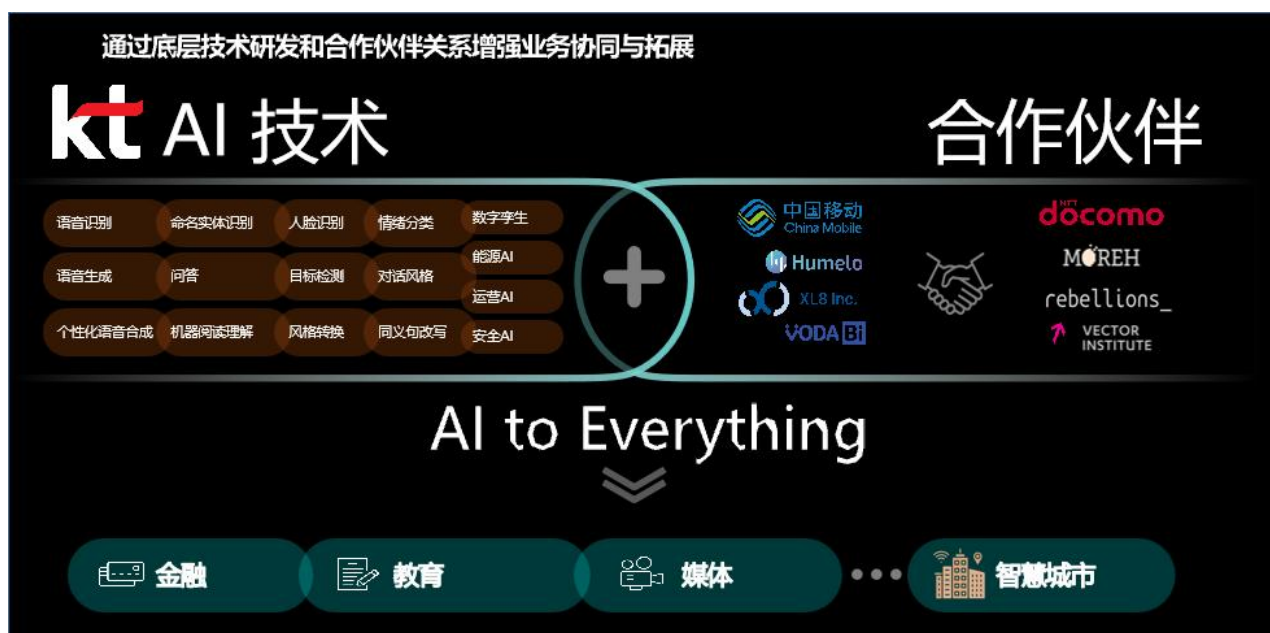 通过底层技术研发和合作伙伴关系增强业务协同与拓展
kt AI 技术
合作伙伴
语音识别
命名实体识别
人脸识别
情绪分类
数字孪生
语音生成
问答
目标检测
对话风格
能源AI
运营AI
个性化语音合成
机器阅读理解
风格转换
同义句改写
安全AI
中国移动
China Mobile
Humelo
XL8 Inc.
VODA Bi
NTT
döcomo
MOREH
rebellions_
VECTOR
INSTITUTE
AI to Everything
金融
教育
媒体
智慧城市